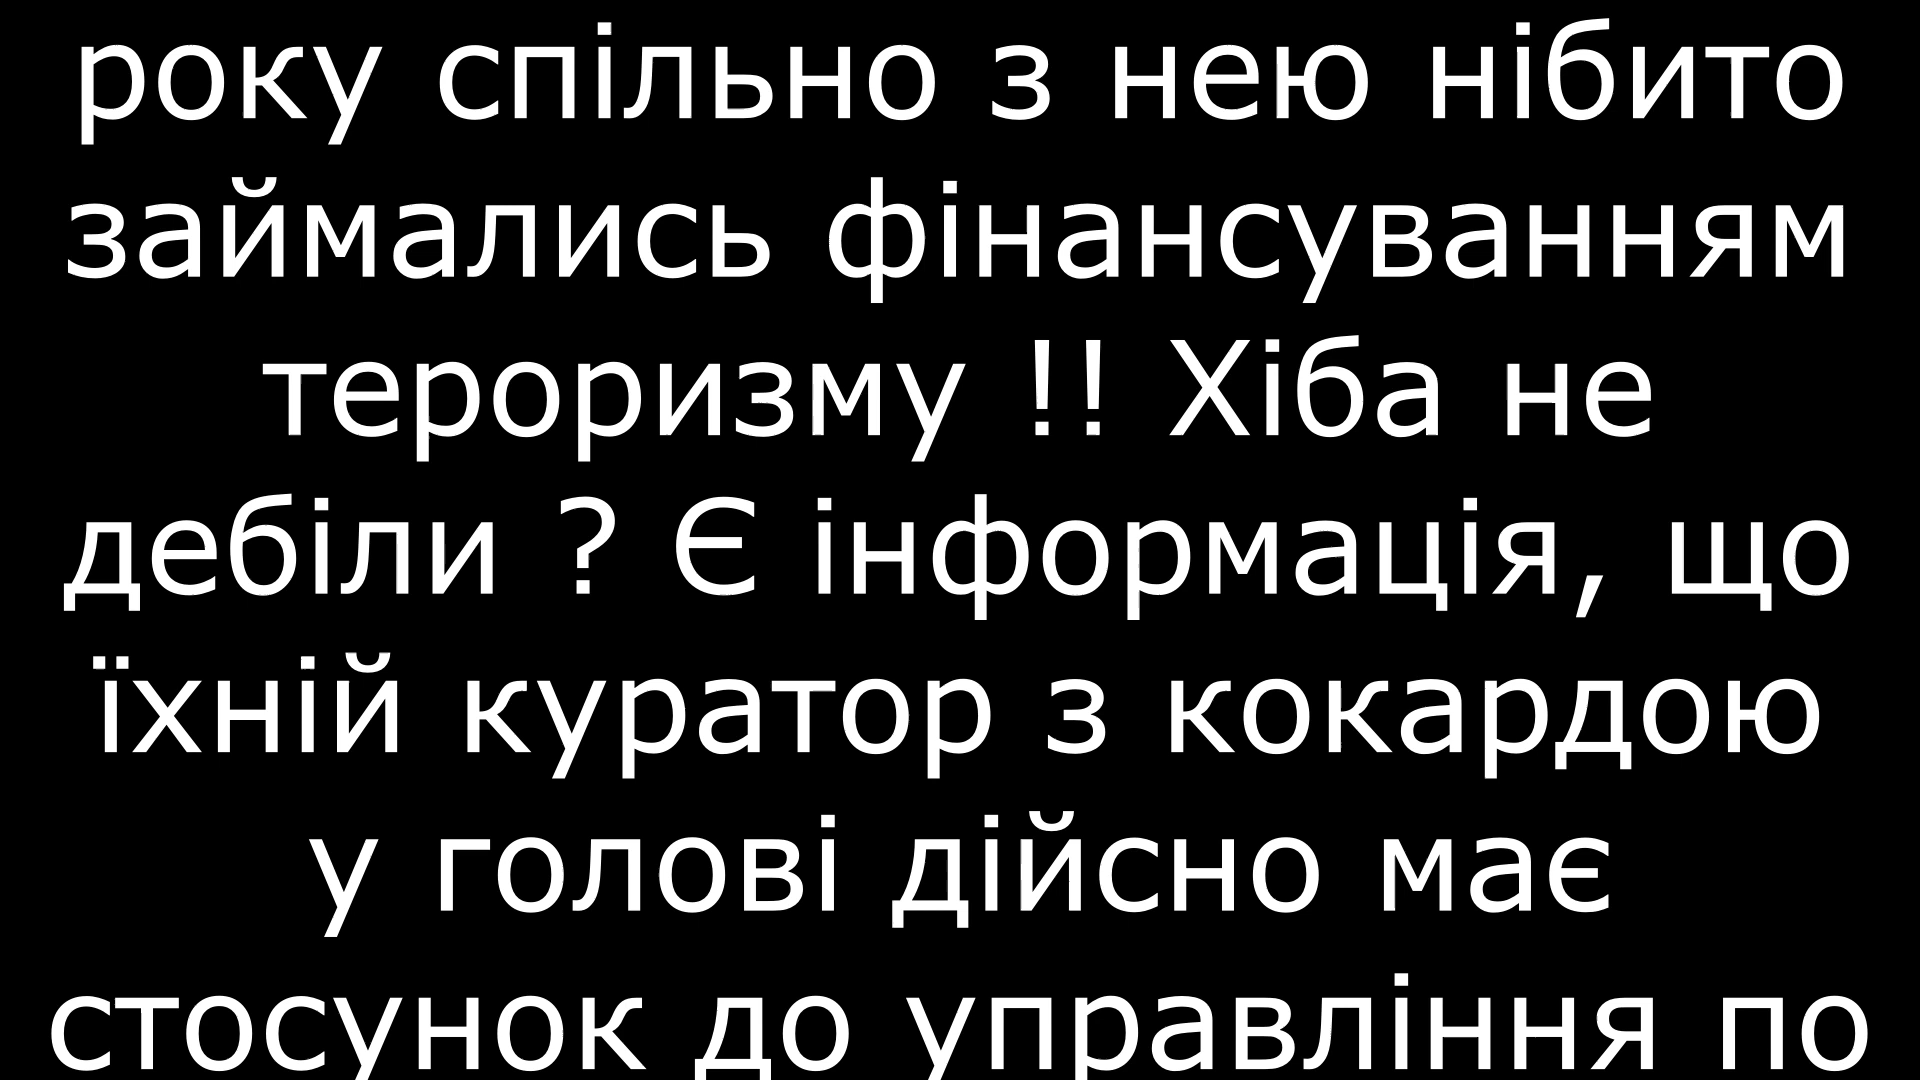 року спільно з нею нібито
займались фінансуванням
тероризму !! Хіба не
дебіли ? Є інформація, що
їхній куратор з кокардою
у голові дійсно має
стосунок до управління по